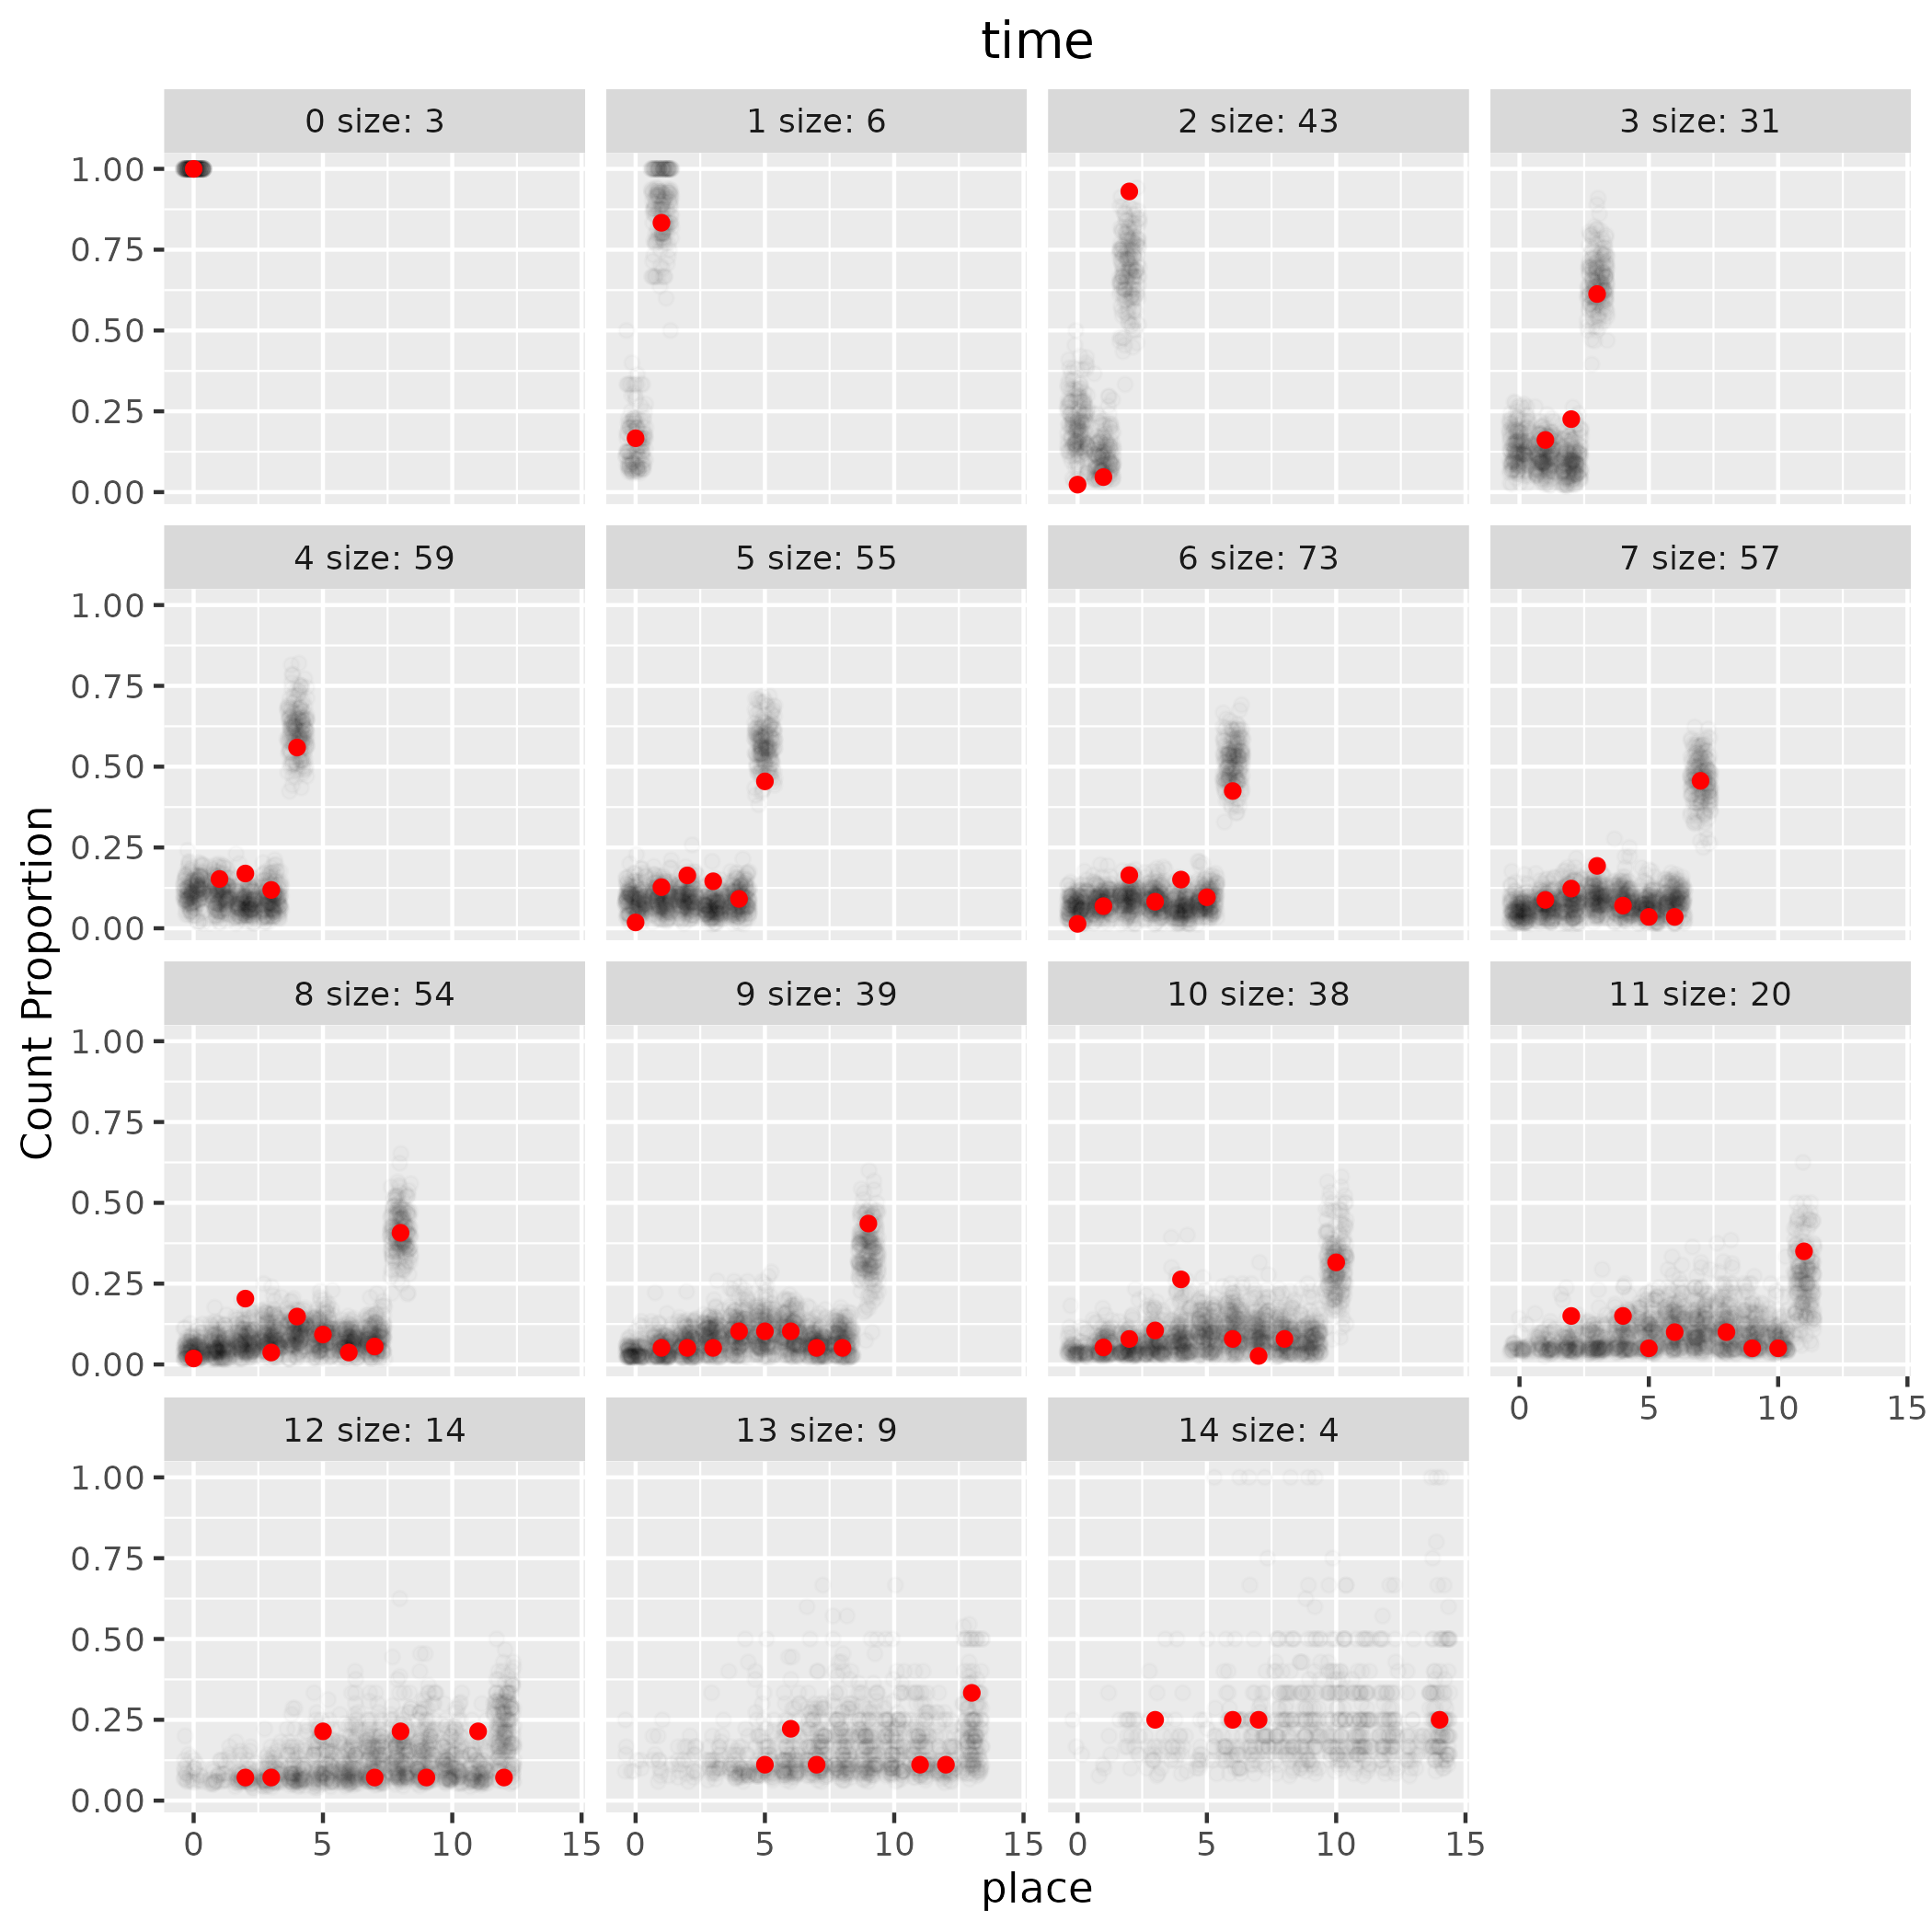 time
0 size: 3
1 size: 6
2 size: 43
3 size: 31
1.00
0.75
0.50
0.25
0.00
4 size: 59
5 size: 55
6 size: 73
7 size: 57
1.00
0.75
0.50
0.25
0.00
Count Proportion
8 size: 54
9 size: 39
10 size: 38
11 size: 20
1.00
0.75
0.50
0.25
0.00
0 5 10 15
12 size: 14
13 size: 9
14 size: 4
1.00
0.75
0.50
0.25
0.00
0 5 10 15
0 5 10 15
0 5 10 15
place